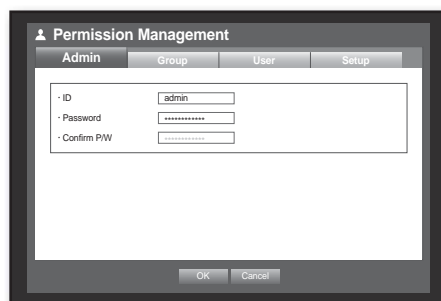 Permission Management
Admin Group User Setup
· ID admin
· Password ************
· Confirm P/W ************
OK Cancel